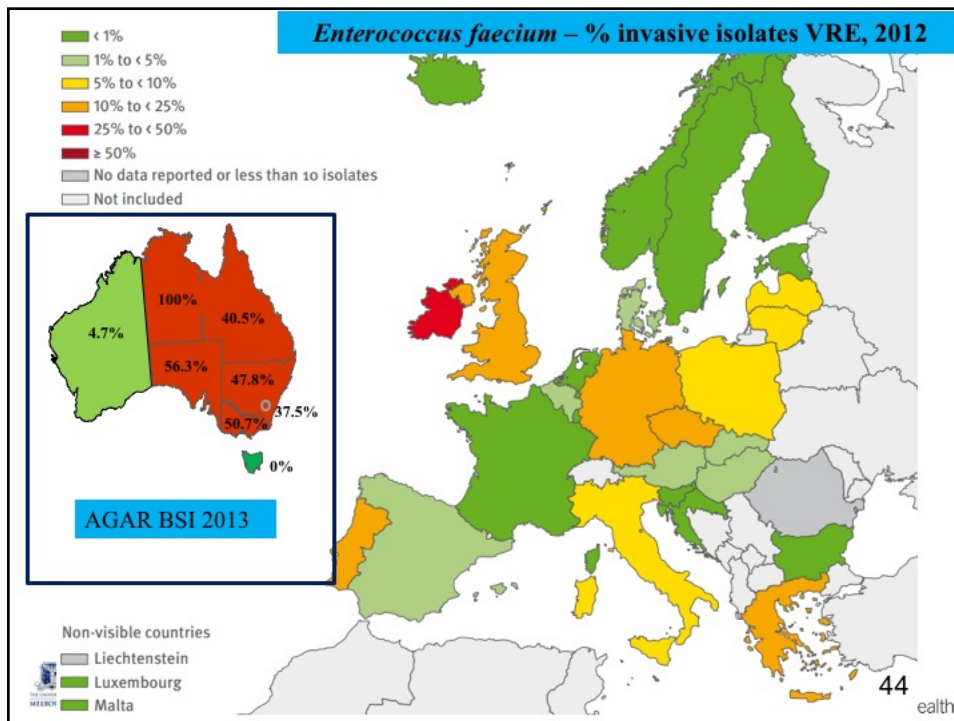 Enterococcus faecium – % invasive isolates VRE, 2012
< 1%
1% to < 5%
5% to < 10%
10% to < 25%
25% to < 50%
≥ 50%
No data reported or less than 10 isolates
Not included
100%
40.5%
4.7%
56.3%
47.8%
37.5%
50.7%
0%
AGAR BSI 2013
Non-visible countries
Liechtenstein
Luxembourg
Malta
44
ealth